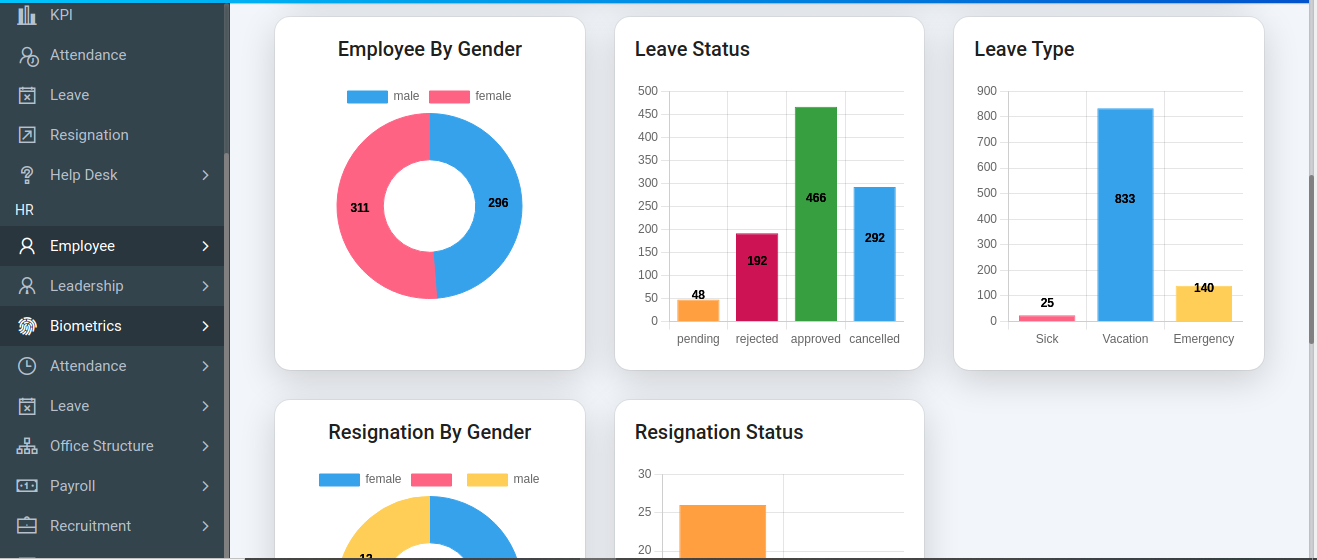 KPI
Attendance
Leave
Resignation
Help Desk
HR
Employee
Leadership
Biometrics
Attendance
Leave
Office Structure
Payroll
Recruitment
Employee By Gender
male female
311 296
Leave Status
500
450
400
350
300
250
200
150
100
50
0
48 192 466 292
pending rejected approved cancelled
Leave Type
900
800
700
600
500
400
300
200
100
0
25 833 140
Sick Vacation Emergency
Resignation By Gender
female male
Resignation Status
30
25
20